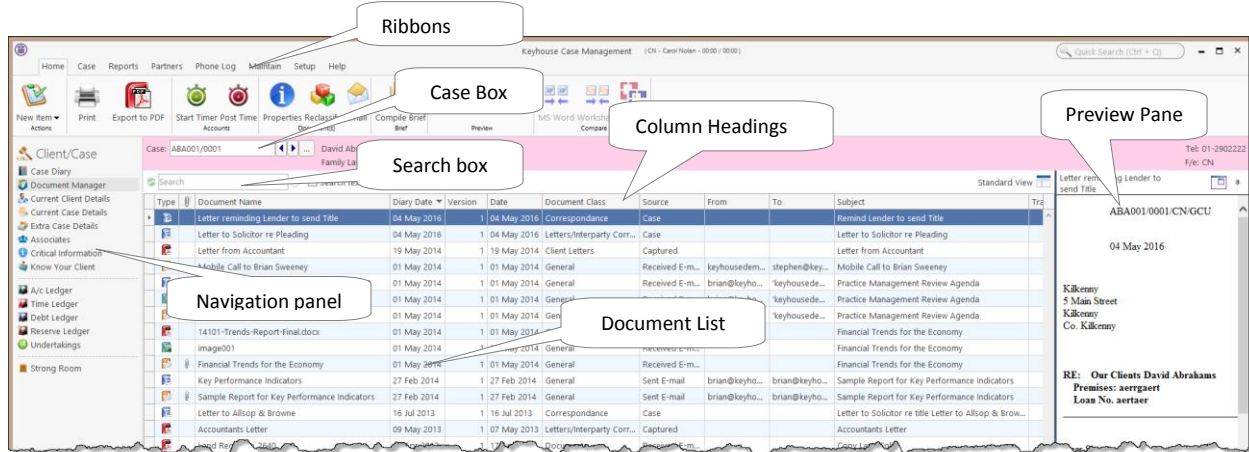 Ribbons
Keyhouse Case Management (CN - Carol Nolan - 00:00 / 00:00)
Quick Search (Ctrl + Q)
Home Case Reports Partners Phone Log Maintain Setup Help
Case Box
Column Headings
Preview Pane
New Item Print Export to PDF Start Timer Post Time Properties Reclassif Compile Brief MS Word Worksha
Actions Accounts Brief Preview Compare
Client/Case
Case: ABA001/0001 ... David Ab
Family La
Tel: 01-2902222
F/e: CN
Search box
Case Diary
Document Manager
Current Client Details
Current Case Details
Extra Case Details
Associates
Critical Information
Know Your Client
A/c Ledger
Time Ledger
Debt Ledger
Reserve Ledger
Undertakings
Strong Room
Navigation panel
Search Search tex Standard View
Type Document Name Diary Date Version Date Document Class Source From To Subject Tra
Letter reminding Lender to send Title 04 May 2016 1 04 May 2016 Correspondance Case Remind Lender to send Title
Letter to Solicitor re Pleading 04 May 2016 1 04 May 2016 Letters/Interparty Corr... Case Letter to Solicitor re Pleading
Letter from Accountant 19 May 2014 1 19 May 2014 Client Letters Captured Letter from Accountant
Mobile Call to Brian Sweeney 01 May 2014 1 01 May 2014 General Received E-m... keyhousedem... stephen@key... Mobile Call to Brian Sweeney
01 May 2014 1 01 May 2014 General Received E-m... brian@keyho... 'keyhousede... Practice Management Review Agenda
01 May 2014 1 01 May 2014 General 'keyhousede... Practice Management Review Agenda
01 May 2014 1 01 May 2014 Gen 'keyhousede... Practice Management Review Agenda
Document List
14101-Trends-Report-Final.docx 01 May 2014 1 01 May 2014 Financial Trends for the Economy
image001 01 May 2014 1 01 May 2014 General Received E-m... Financial Trends for the Economy
Financial Trends for the Economy 01 May 2014 1 01 May 2014 General Received E-m... Financial Trends for the Economy
Key Performance Indicators 27 Feb 2014 1 27 Feb 2014 General Sent E-mail brian@keyho... brian@keyho... Sample Report for Key Performance Indicators
Sample Report for Key Performance Indicators 27 Feb 2014 1 27 Feb 2014 General Sent E-mail brian@keyho... brian@keyho... Sample Report for Key Performance Indicators
Letter to Allsop & Browne 16 Jul 2013 1 16 Jul 2013 Correspondance Case Letter to Solicitor re title Letter to Allsop & Brow...
Accountants Letter 09 May 2013 1 07 May 2013 Letters/Interparty Corr... Captured Accountants Letter
Letter reminding Lender to
send Title
ABA001/0001/CN/GCU
04 May 2016
Kilkenny
5 Main Street
Kilkenny
Co. Kilkenny
RE: Our Clients David Abrahams
Premises: aerrgaert
Loan No. aertaer